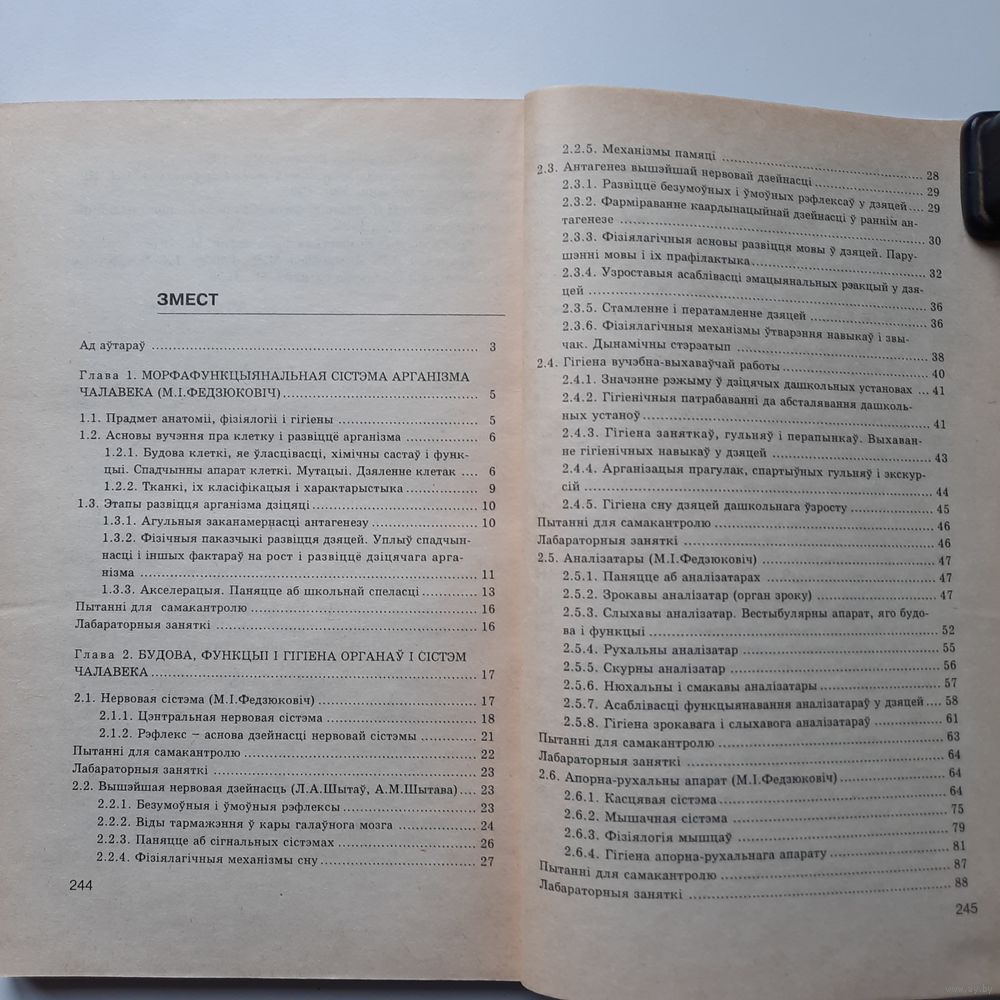 ЗМЕСТ
Ад аўтараў ........ 3
Глава 1. МОРФАФУНКЦЫЯНАЛЬНАЯ СІСТЭМА АРГАНІЗМА
ЧАЛАВЕКА (М.І.ФЕДЗЮКОВІЧ) ........ 5
1.1. Прадмет анатоміі, фізіялогіі і гігіены ........ 5
1.2. Асновы вучэння пра клетку і развіццё арганізма ........ 6
1.2.1. Будова клеткі, яе ўласцівасці, хімічны састаў і функ-
цыі. Спадчынны апарат клеткі. Мутацыі. Дзяленне клетак .... 6
1.2.2. Тканкі, іх класіфікацыя і характарыстыка ........ 9
1.3. Этапы развіцця арганізма дзіцяці ........ 10
1.3.1. Агульныя заканамернасці антагенезу ........ 10
1.3.2. Фізічныя паказчыкі развіцця дзяцей. Уплыў спадчын-
насці і іншых фактараў на рост і развіццё дзіцячага арга-
нізма ........ 11
1.3.3. Акселерацыя. Паняцце аб школьнай спеласці ........ 13
Пытанні для самакантролю ........ 16
Лабараторныя заняткі ........ 16
Глава 2. БУДОВА, ФУНКЦЫІ І ГІГІЕНА ОРГАНАЎ І СІСТЭМ
ЧАЛАВЕКА ........ 17
2.1. Нервовая сістэма (М.І.Федзюковіч) ........ 17
2.1.1. Цэнтральная нервовая сістэма ........ 18
2.1.2. Рэфлекс – аснова дзейнасці нервовай сістэмы ........ 21
Пытанні для самакантролю ........ 22
Лабараторныя заняткі ........ 23
2.2. Вышэйшая нервовая дзейнасць (Л.А.Шытаў, А.М.Шытава) .... 23
2.2.1. Безумоўныя і ўмоўныя рэфлексы ........ 23
2.2.2. Віды тармажэння ў кары галаўнога мозга ........ 24
2.2.3. Паняцце аб сігнальных сістэмах ........ 26
2.2.4. Фізіялагічныя механізмы сну ........ 27
244
2.2.5. Механізмы памяці ........ 28
2.3. Антагенез вышэйшай нервовай дзейнасці ........ 29
2.3.1. Развіццё безумоўных і ўмоўных рэфлексаў у дзяцей .... 29
2.3.2. Фарміраванне каардынацыйнай дзейнасці ў раннім ан-
тагенезе ........ 30
2.3.3. Фізіялагічныя асновы развіцця мовы ў дзяцей. Пару-
шэнні мовы і іх прафілактыка ........ 32
2.3.4. Узроставыя асаблівасці эмацыянальных рэакцый у дзя-
цей ........ 36
2.3.5. Стамленне і ператамленне дзяцей ........ 36
2.3.6. Фізіялагічныя механізмы ўтварэння навыкаў і звы-
чак. Дынамічны стэрэатып ........ 38
2.4. Гігіена вучэбна-выхаваўчай работы ........ 40
2.4.1. Значэнне рэжыму ў дзіцячых дашкольных установах ... 41
2.4.2. Гігіенічныя патрабаванні да абсталявання дашколь-
ных устаноў ........ 41
2.4.3. Гігіена заняткаў, гульняў і перапынкаў. Выхаван-
не гігіенічных навыкаў у дзяцей ........ 43
2.4.4. Арганізацыя прагулак, спартыўных гульняў і экскур-
сій ........ 44
2.4.5. Гігіена сну дзяцей дашкольнага ўзросту ........ 45
Пытанні для самакантролю ........ 46
Лабараторныя заняткі ........ 46
2.5. Аналізатары (М.І.Федзюковіч) ........ 47
2.5.1. Паняцце аб аналізатарах ........ 47
2.5.2. Зрокавы аналізатар (орган зроку) ........ 47
2.5.3. Слыхавы аналізатар. Вестыбулярны апарат, яго будо-
ва і функцыі ........ 52
2.5.4. Рухальны аналізатар ........ 55
2.5.5. Скурны аналізатар ........ 56
2.5.6. Нюхальны і смакавы аналізатары ........ 57
2.5.7. Асаблівасці функцыянавання аналізатараў у дзяцей .... 58
2.5.8. Гігіена зрокавага і слыхавога аналізатараў ........ 61
Пытанні для самакантролю ........ 63
Лабараторныя заняткі ........ 64
2.6. Апорна-рухальны апарат (М.І.Федзюковіч) ........ 64
2.6.1. Касцявая сістэма ........ 64
2.6.2. Мышачная сістэма ........ 75
2.6.3. Фізіялогія мышцаў ........ 79
2.6.4. Гігіена апорна-рухальнага апарату ........ 81
Пытанні для самакантролю ........ 87
Лабараторныя заняткі ........ 88
245
www.ay.by